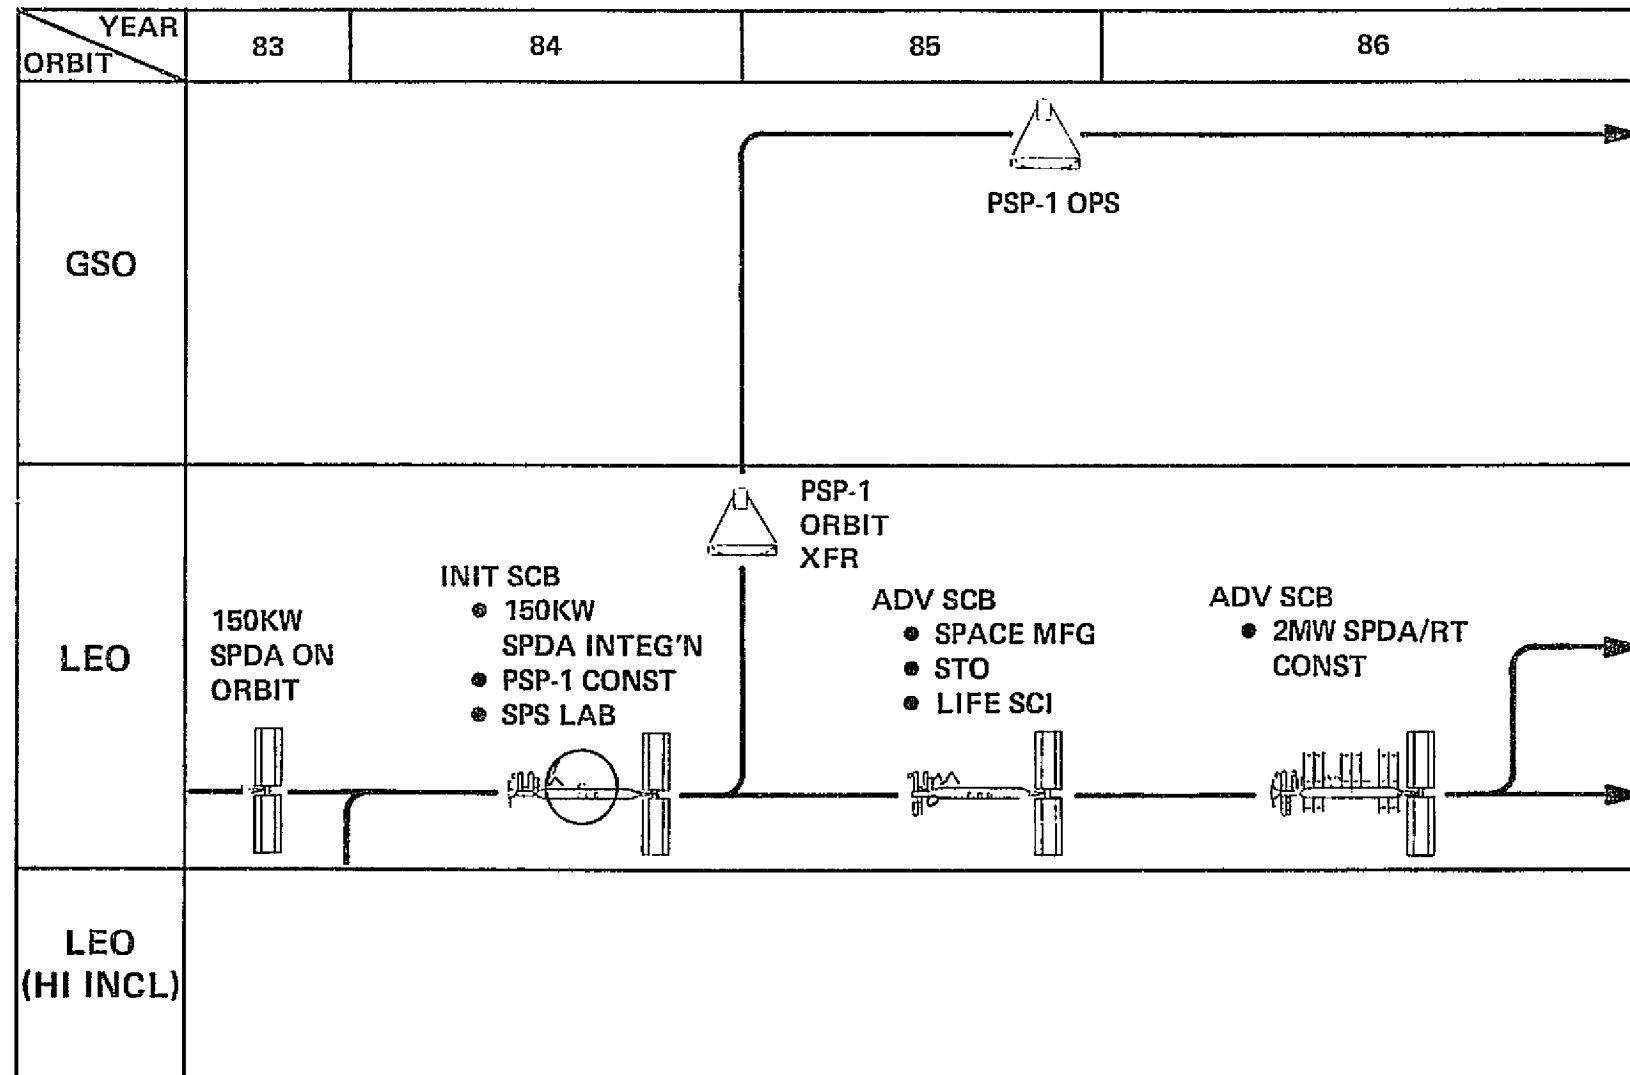 YEAR
ORBIT
83
84
85
86
GSO
PSP-1 OPS
LEO
150KW
SPDA ON
ORBIT
INIT SCB
● 150KW
SPDA INTEG'N
● PSP-1 CONST
● SPS LAB
PSP-1
ORBIT
XFR
ADV SCB
● SPACE MFG
● STO
● LIFE SCI
ADV SCB
● 2MW SPDA/RT
CONST
LEO
(HI INCL)